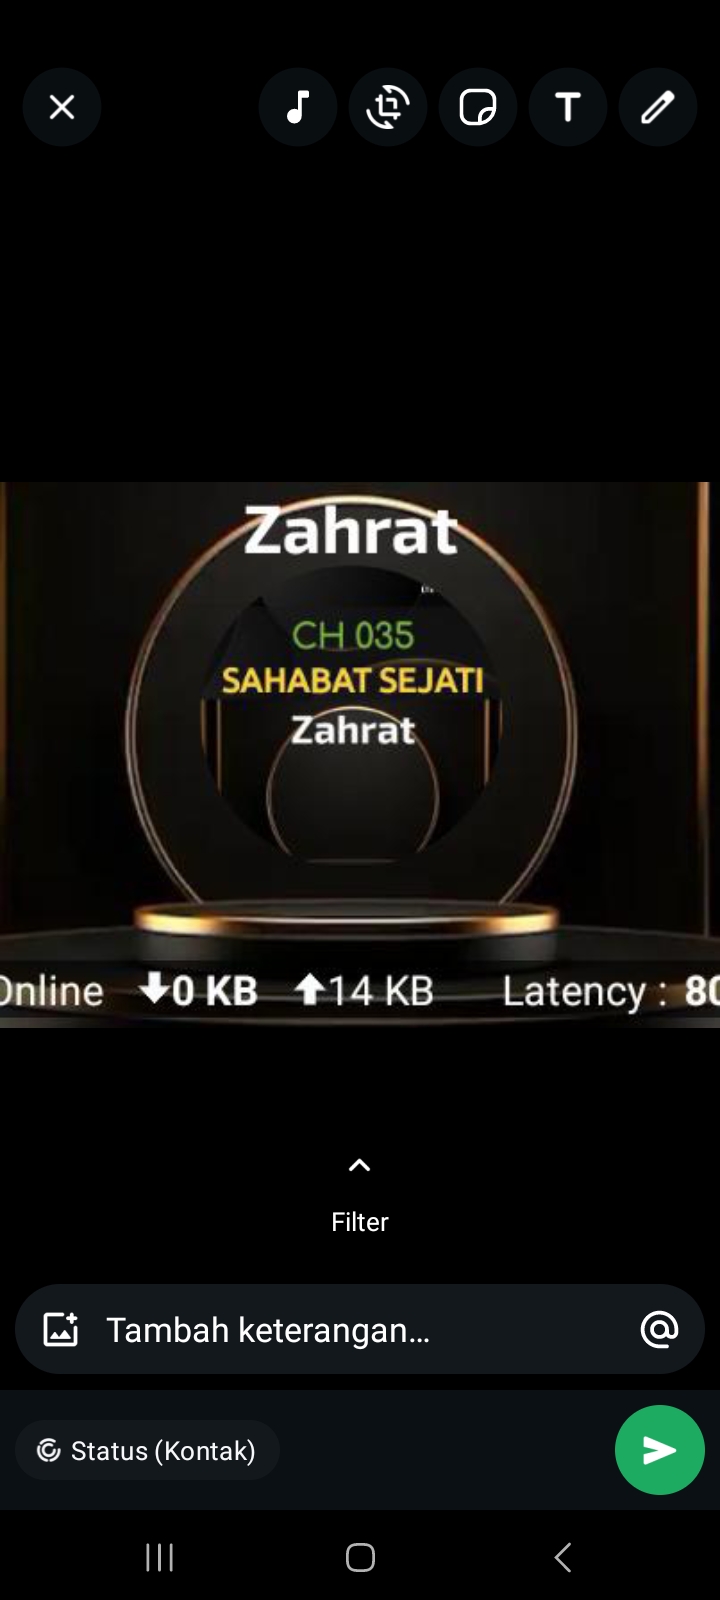 T
Zahrat
CH 035
SAHABAT SEJATI
Zahrat
Online 0 KB 14 KB Latency : 80
Filter
Tambah keterangan...
Status (Kontak)